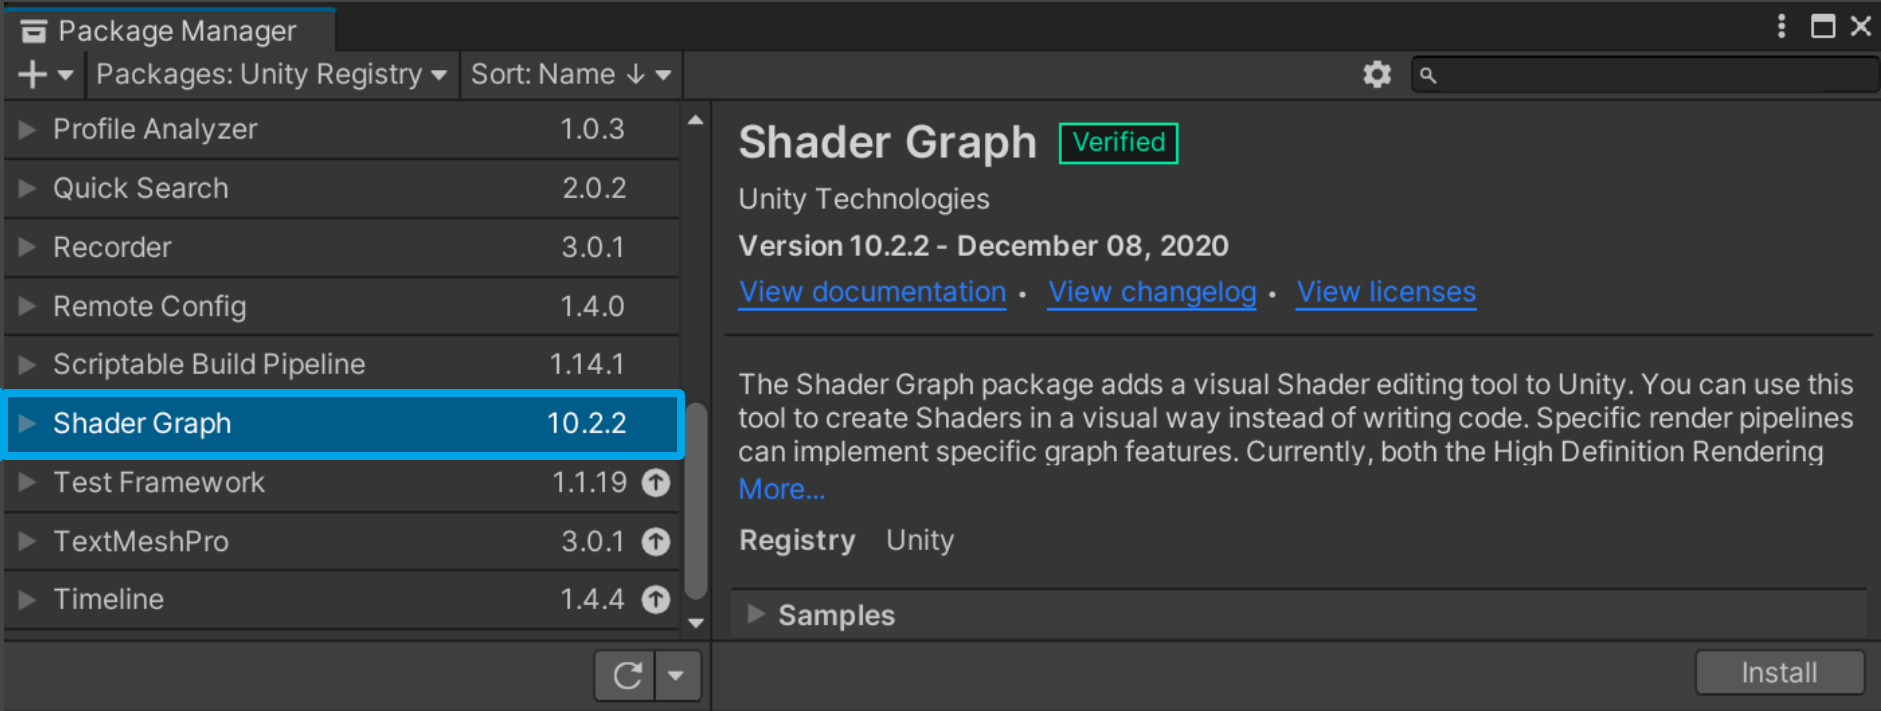 Package Manager
Packages: Unity Registry
Sort: Name ↓
Profile Analyzer 1.0.3
Quick Search 2.0.2
Recorder 3.0.1
Remote Config 1.4.0
Scriptable Build Pipeline 1.14.1
Shader Graph 10.2.2
Test Framework 1.1.19
TextMeshPro 3.0.1
Timeline 1.4.4
Shader Graph Verified
Unity Technologies
Version 10.2.2 - December 08, 2020
View documentation • View changelog • View licenses
The Shader Graph package adds a visual Shader editing tool to Unity. You can use this
tool to create Shaders in a visual way instead of writing code. Specific render pipelines
can implement specific graph features. Currently, both the High Definition Rendering
More...
Registry Unity
Samples
Install